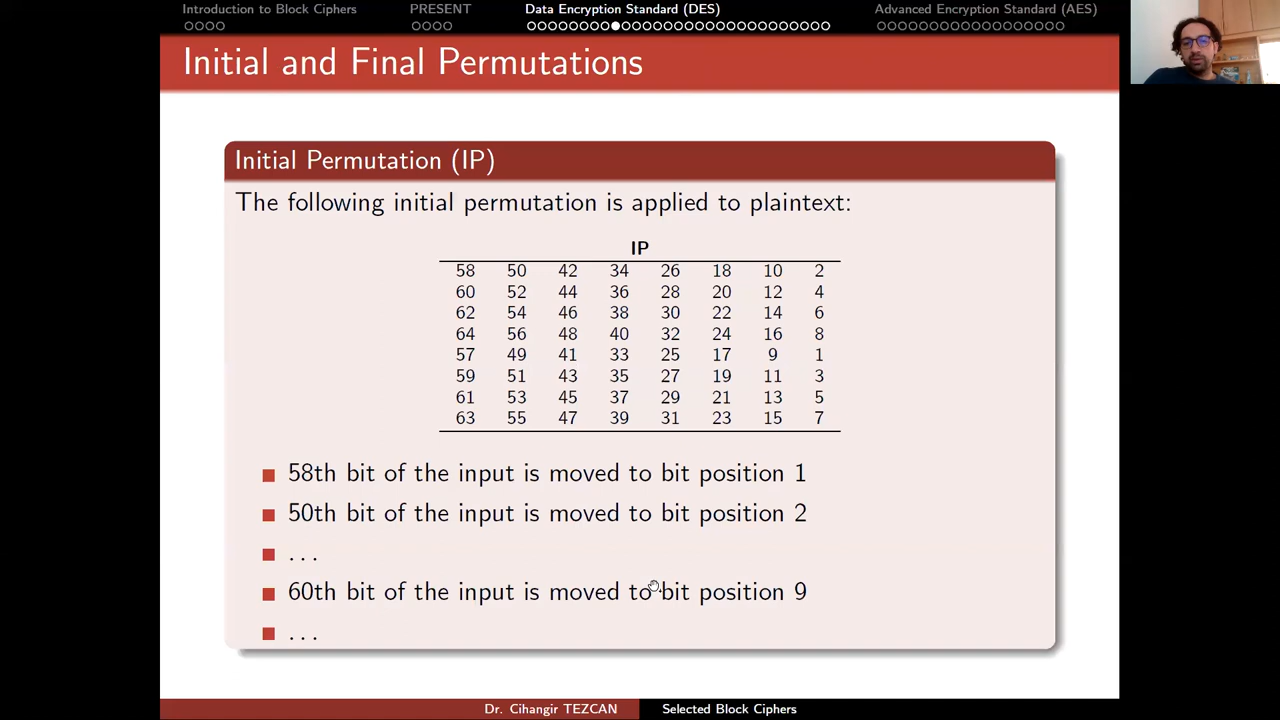 Introduction to Block Ciphers PRESENT Data Encryption Standard (DES) Advanced Encryption Standard (AES)
Initial and Final Permutations
Initial Permutation (IP)
The following initial permutation is applied to plaintext:
IP
58 50 42 34 26 18 10 2
60 52 44 36 28 20 12 4
62 54 46 38 30 22 14 6
64 56 48 40 32 24 16 8
57 49 41 33 25 17 9 1
59 51 43 35 27 19 11 3
61 53 45 37 29 21 13 5
63 55 47 39 31 23 15 7
58th bit of the input is moved to bit position 1
50th bit of the input is moved to bit position 2
. . .
60th bit of the input is moved to bit position 9
. . .
Dr. Cihangir TEZCAN Selected Block Ciphers